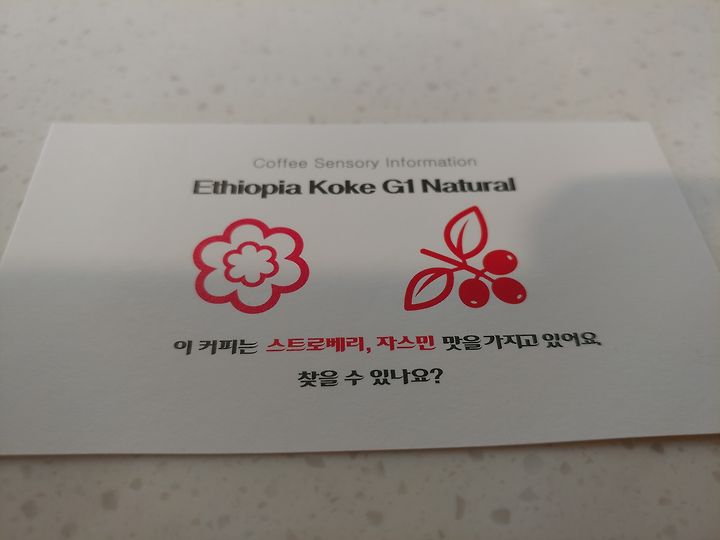 Coffee Sensory Information
Ethiopia Koke G1 Natural
이 커피는 스트로베리, 자스민 맛을 가지고 있어요.
찾을 수 있나요?